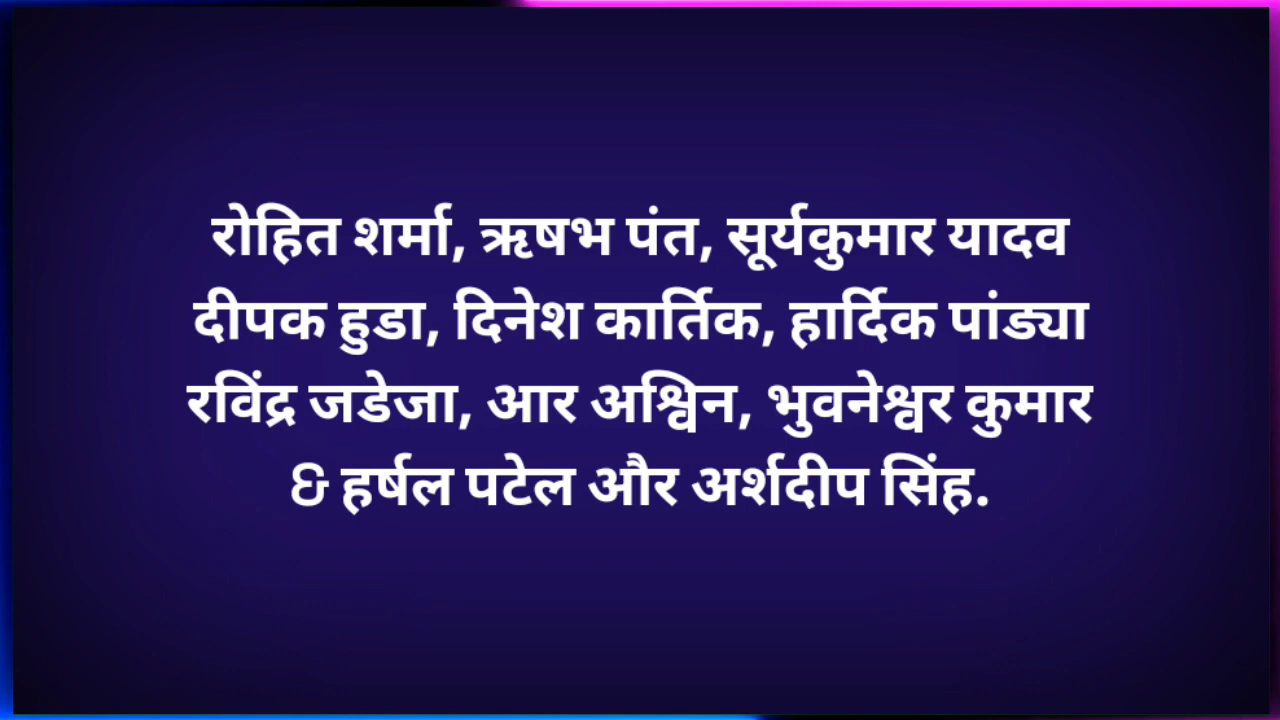 रोहित शर्मा, ऋषभ पंत, सूर्यकुमार यादव
दीपक हुडा, दिनेश कार्तिक, हार्दिक पांड्या
रविंद्र जडेजा, आर अश्विन, भुवनेश्वर कुमार
& हर्षल पटेल और अर्शदीप सिंह.